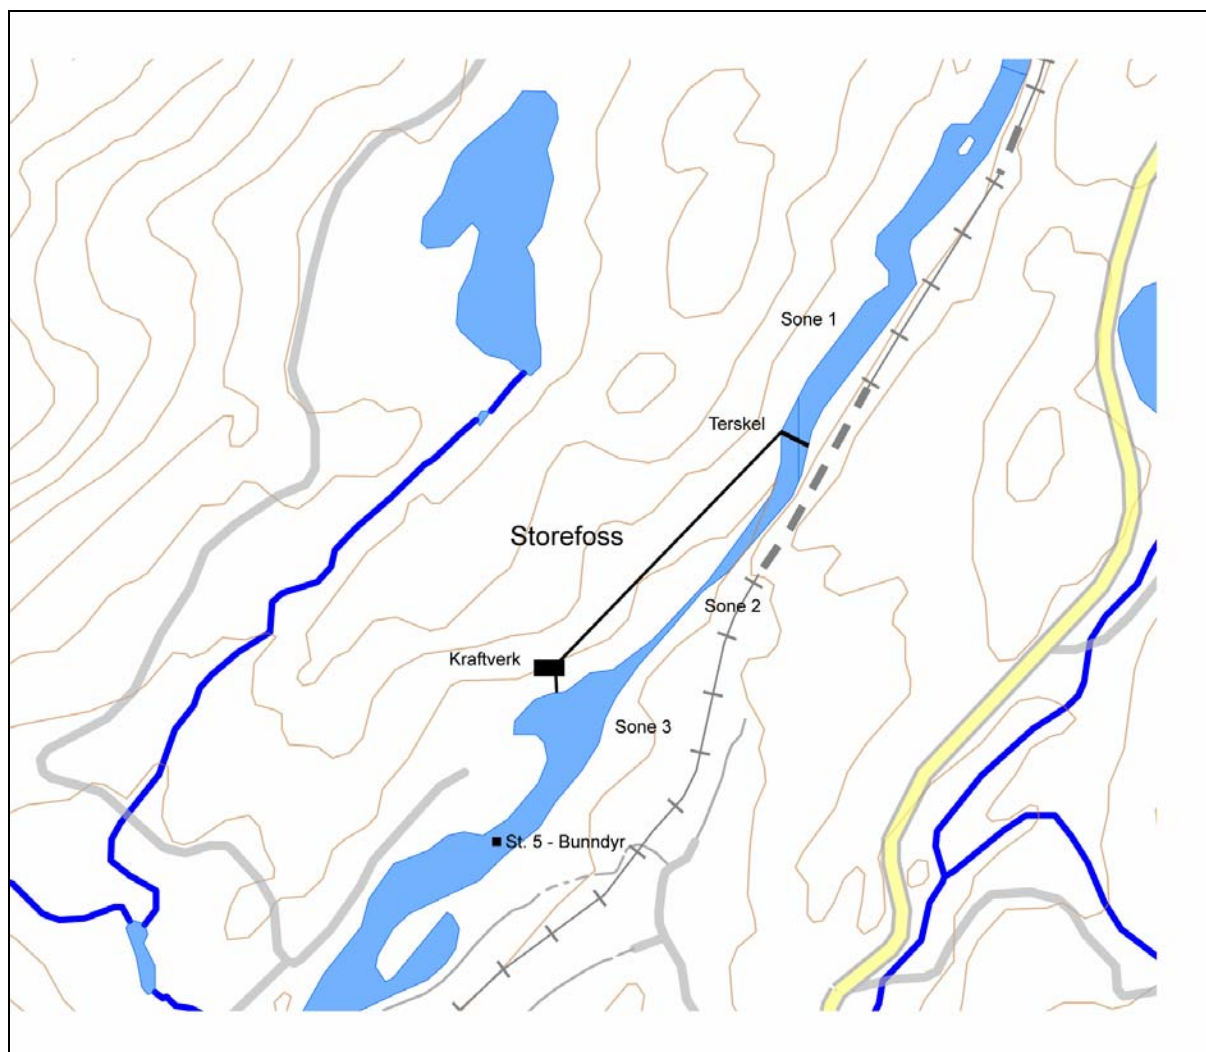 Sone 1
Terskel
Storefoss
Sone 2
Kraftverk
Sone 3
St. 5 - Bunndyr